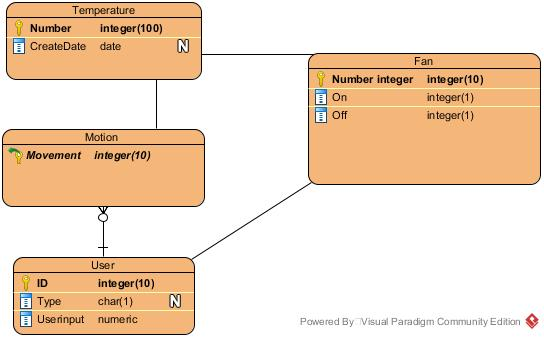 Temperature
Number integer(100)
CreateDate date N
Fan
Number integer integer(10)
On integer(1)
Off integer(1)
Motion
Movement integer(10)
User
ID integer(10)
Type char(1) N
Userinput numeric
Powered By Visual Paradigm Community Edition